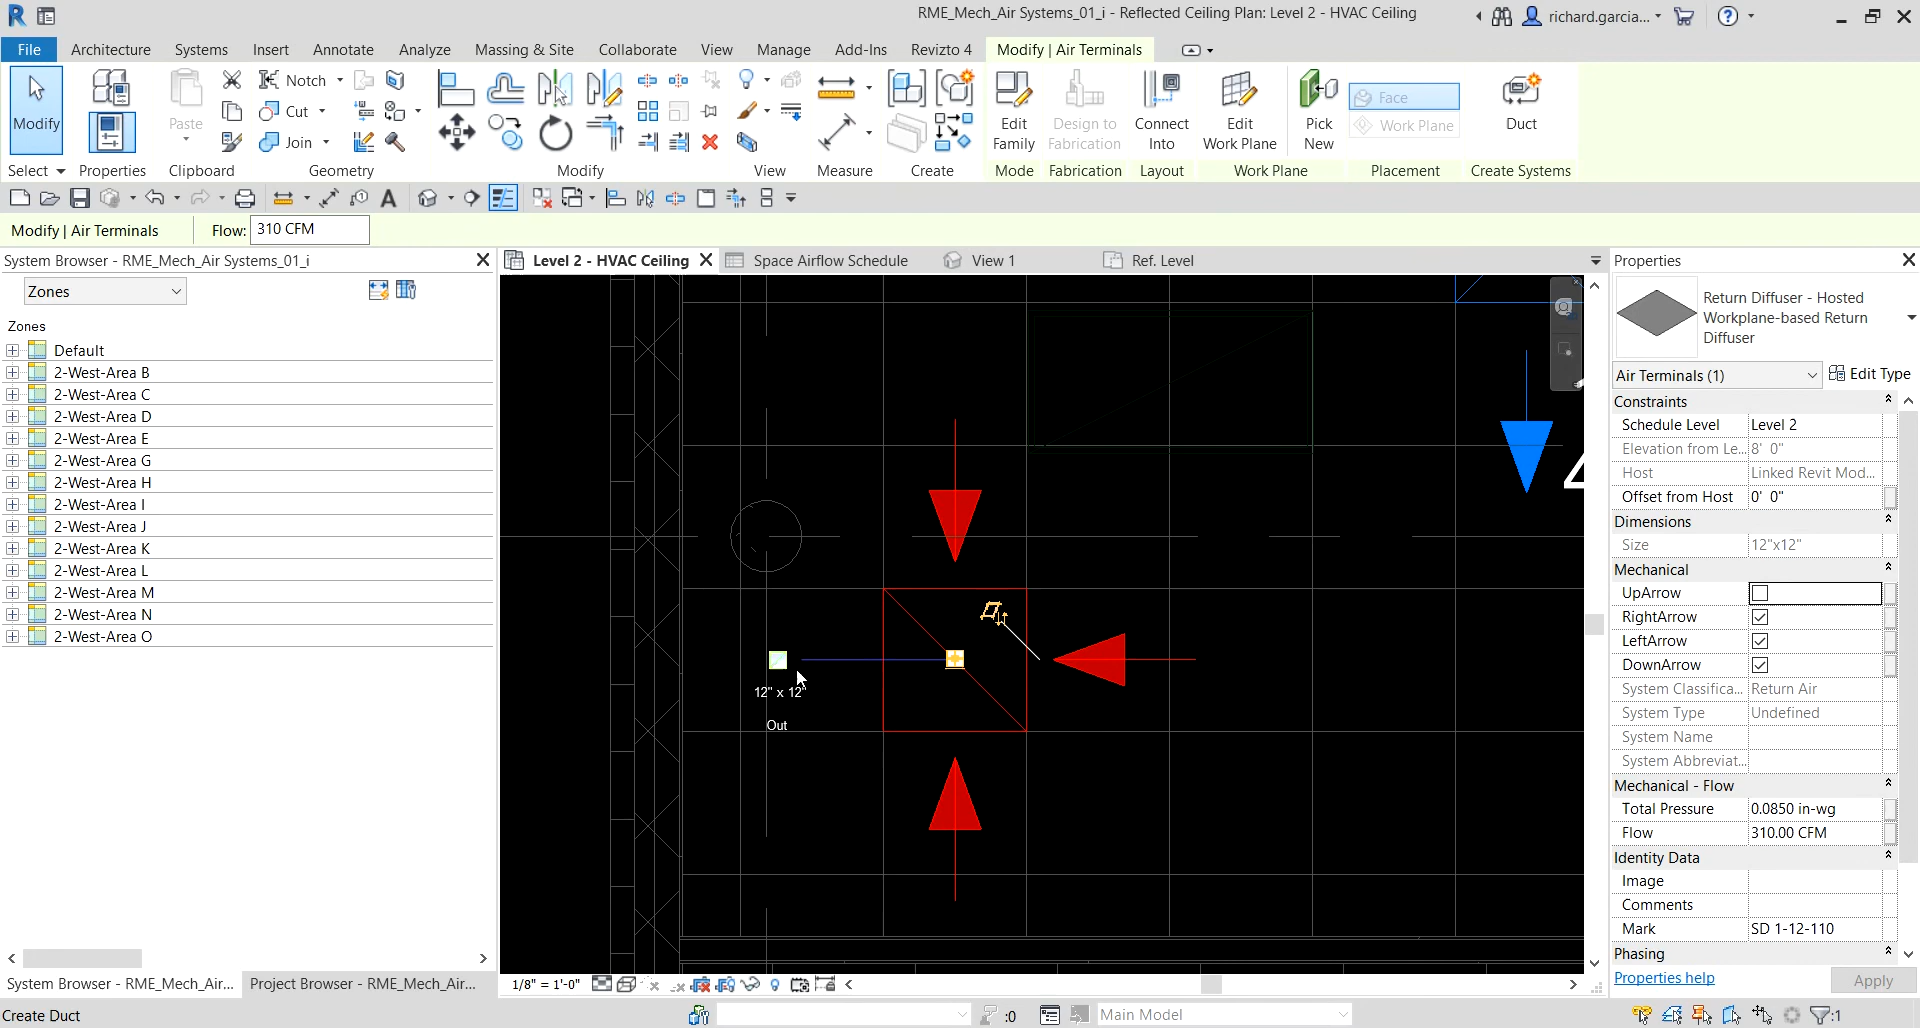 RME_Mech_Air Systems_01_i - Reflected Ceiling Plan: Level 2 - HVAC Ceiling
richard.garcia...
File Architecture Systems Insert Annotate Analyze Massing & Site Collaborate View Manage Add-Ins Revizto 4 Modify | Air Terminals
Modify
Paste
Notch
Cut
Join
Edit Family
Design to Fabrication
Connect Into
Edit Work Plane
Pick New
Face
Work Plane
Duct
Select Properties Clipboard Geometry Modify View Measure Create Mode Fabrication Layout Work Plane Placement Create Systems
Modify | Air Terminals Flow: 310 CFM
System Browser - RME_Mech_Air Systems_01_i
Zones
Zones
Default
2-West-Area B
2-West-Area C
2-West-Area D
2-West-Area E
2-West-Area G
2-West-Area H
2-West-Area I
2-West-Area J
2-West-Area K
2-West-Area L
2-West-Area M
2-West-Area N
2-West-Area O
System Browser - RME_Mech_Air... Project Browser - RME_Mech_Air...
Level 2 - HVAC Ceiling Space Airflow Schedule View 1 Ref. Level
12" x 12"
Out
1/8" = 1'-0"
Properties
Return Diffuser - Hosted
Workplane-based Return
Diffuser
Air Terminals (1) Edit Type
Constraints
Schedule Level Level 2
Elevation from Le... 8' 0"
Host Linked Revit Mod...
Offset from Host 0' 0"
Dimensions
Size 12"x12"
Mechanical
UpArrow
RightArrow
LeftArrow
DownArrow
System Classifica... Return Air
System Type Undefined
System Name
System Abbreviat...
Mechanical - Flow
Total Pressure 0.0850 in-wg
Flow 310.00 CFM
Identity Data
Image
Comments
Mark SD 1-12-110
Phasing
Properties help Apply
Create Duct
:0
Main Model
:1